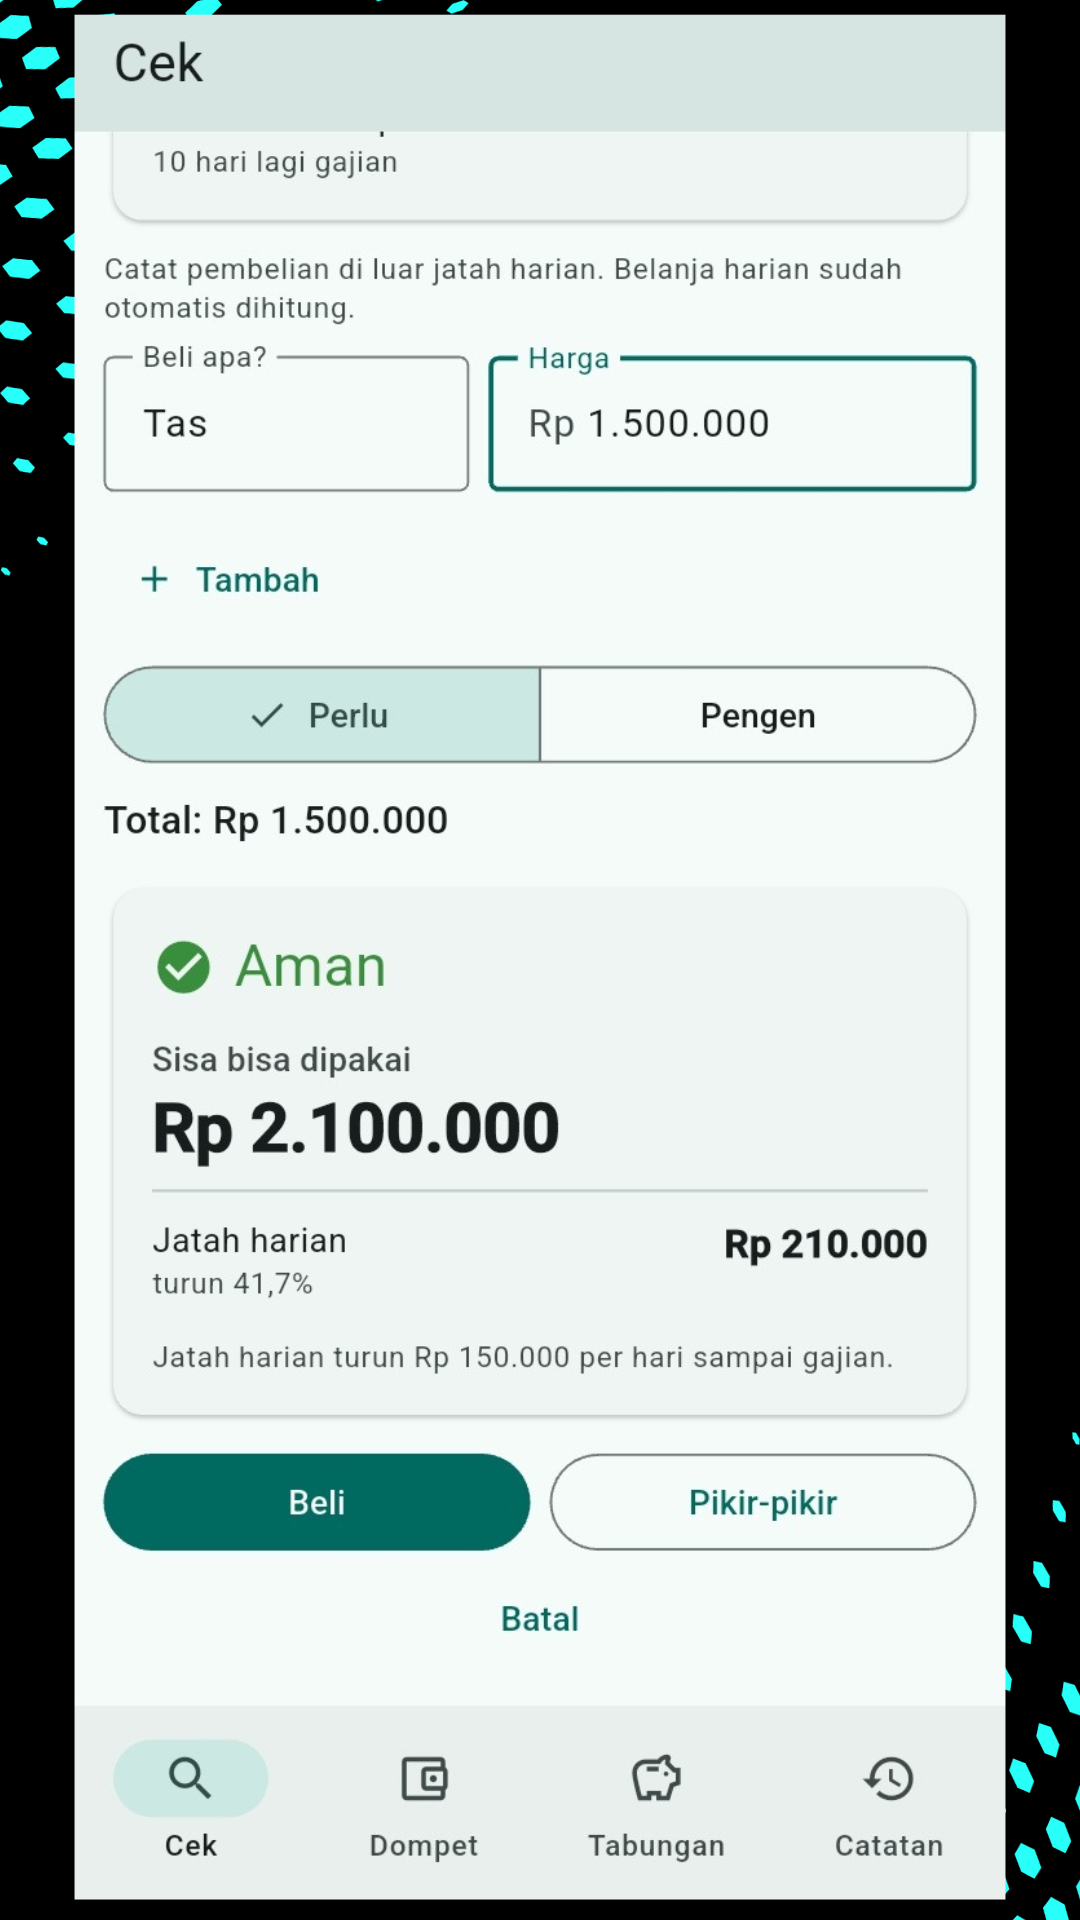 Cek
10 hari lagi gajian
Catat pembelian di luar jatah harian. Belanja harian sudah
otomatis dihitung.
Beli apa?
Harga
Tas
Rp 1.500.000
+ Tambah
Perlu
Pengen
Total: Rp 1.500.000
Aman
Sisa bisa dipakai
Rp 2.100.000
Jatah harian
Rp 210.000
turun 41,7%
Jatah harian turun Rp 150.000 per hari sampai gajian.
Beli
Pikir-pikir
Batal
Cek
Dompet
Tabungan
Catatan